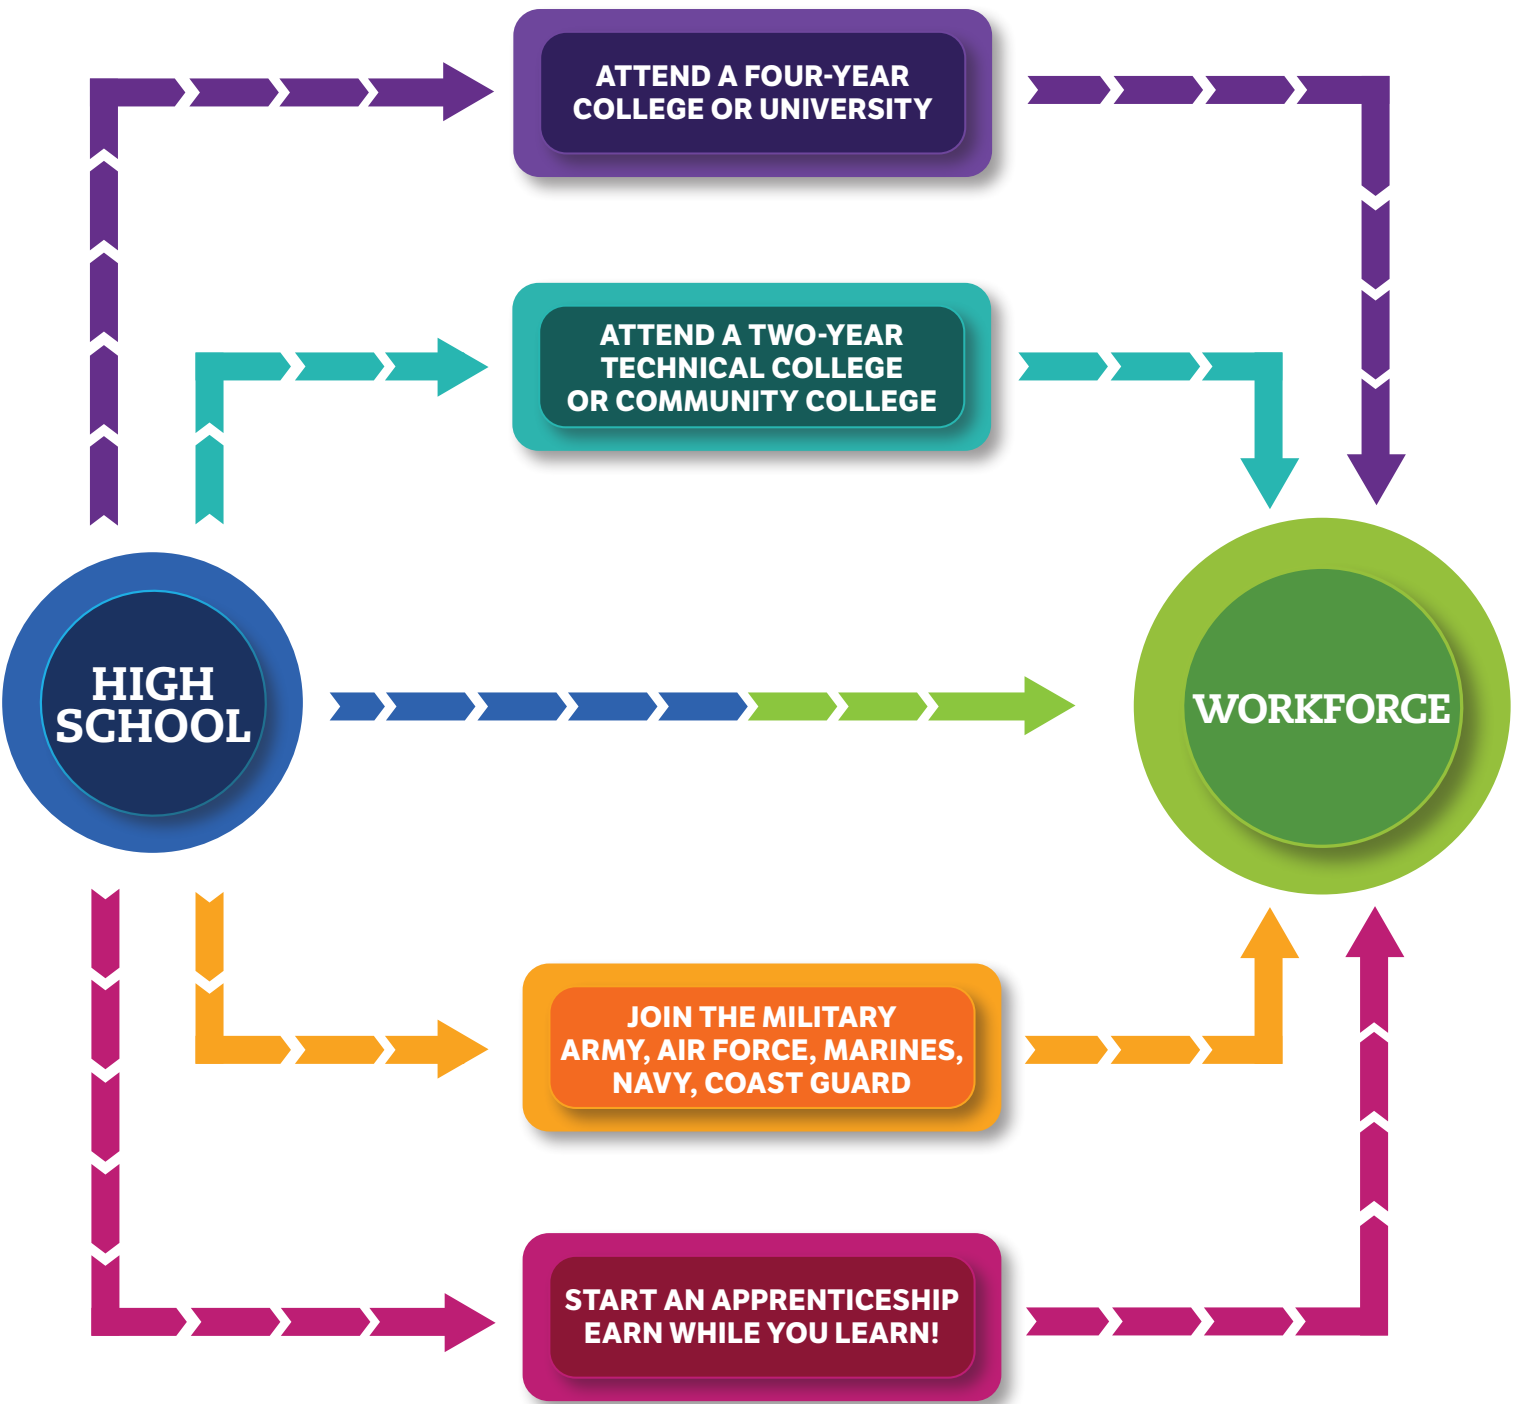 ATTEND A FOUR-YEAR
COLLEGE OR UNIVERSITY
ATTEND A TWO-YEAR
TECHNICAL COLLEGE
OR COMMUNITY COLLEGE
HIGH
SCHOOL
WORKFORCE
JOIN THE MILITARY
ARMY, AIR FORCE, MARINES,
NAVY, COAST GUARD
START AN APPRENTICESHIP
EARN WHILE YOU LEARN!